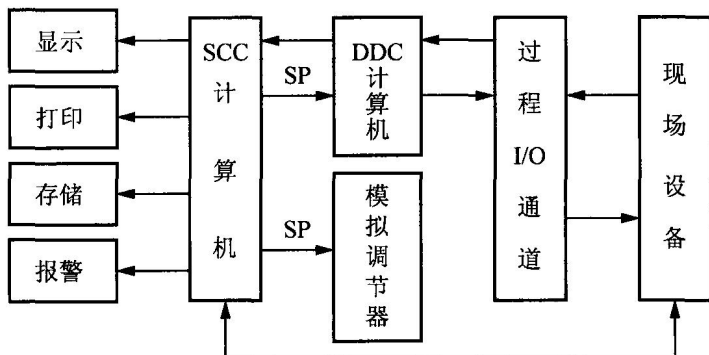 显示
打印
存储
报警
SCC
计
算
机
SP
SP
DDC
计
算
机
模
拟
调
节
器
过
程
I/O
通
道
现
场
设
备